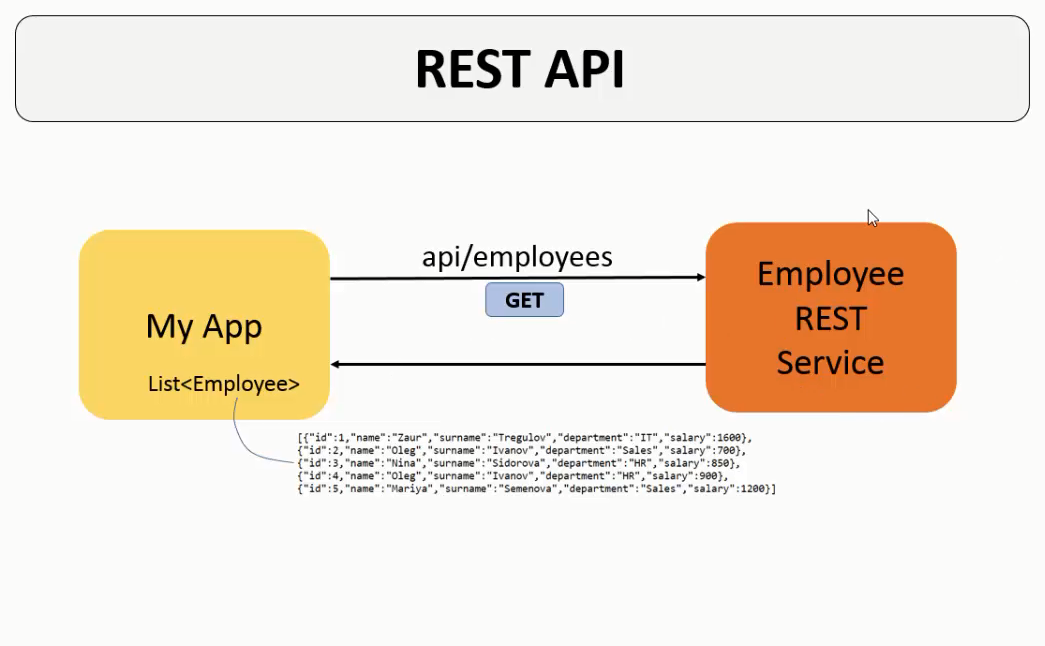 REST API
api/employees
GET
My App
List<Employee>
Employee
REST
Service
[{"id":1,"name":"Zaur","surname":"Tregulov","department":"IT","salary":1600},
{"id":2,"name":"Oleg","surname":"Ivanov","department":"Sales","salary":700},
{"id":3,"name":"Nina","surname":"Sidorova","department":"HR","salary":850},
{"id":4,"name":"Oleg","surname":"Ivanov","department":"HR","salary":900},
{"id":5,"name":"Mariya","surname":"Semenova","department":"Sales","salary":1200}]